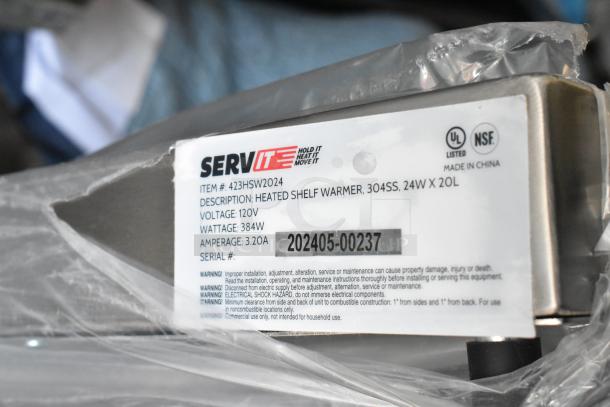 SERVIT HOLD IT
HEAT IT
MOVE IT
UL
LISTED
NSF
MADE IN CHINA
ITEM #: 423HSW2024
DESCRIPTION: HEATED SHELF WARMER, 304SS, 24W X 20L
VOLTAGE: 120V
WATTAGE: 384W
AMPERAGE: 3.20A
SERIAL #:
202405-00237
WARNING! Improper installation, adjustment, alteration, service or maintenance can cause property damage, injury or death.
Read the installation, operating, and maintenance instructions thoroughly before installing or servicing this equipment.
WARNING! Disconnect from electric supply before adjustment, alternation, service or maintenance.
WARNING! ELECTRICAL SHOCK HAZARD, do not immerse electrical components.
WARNING! Minimum clearance from side and back of unit to combustible construction: 1" from sides and 1" from back. For use
in noncombustible locations only.
WARNING! Commercial use only, not intended for household use.